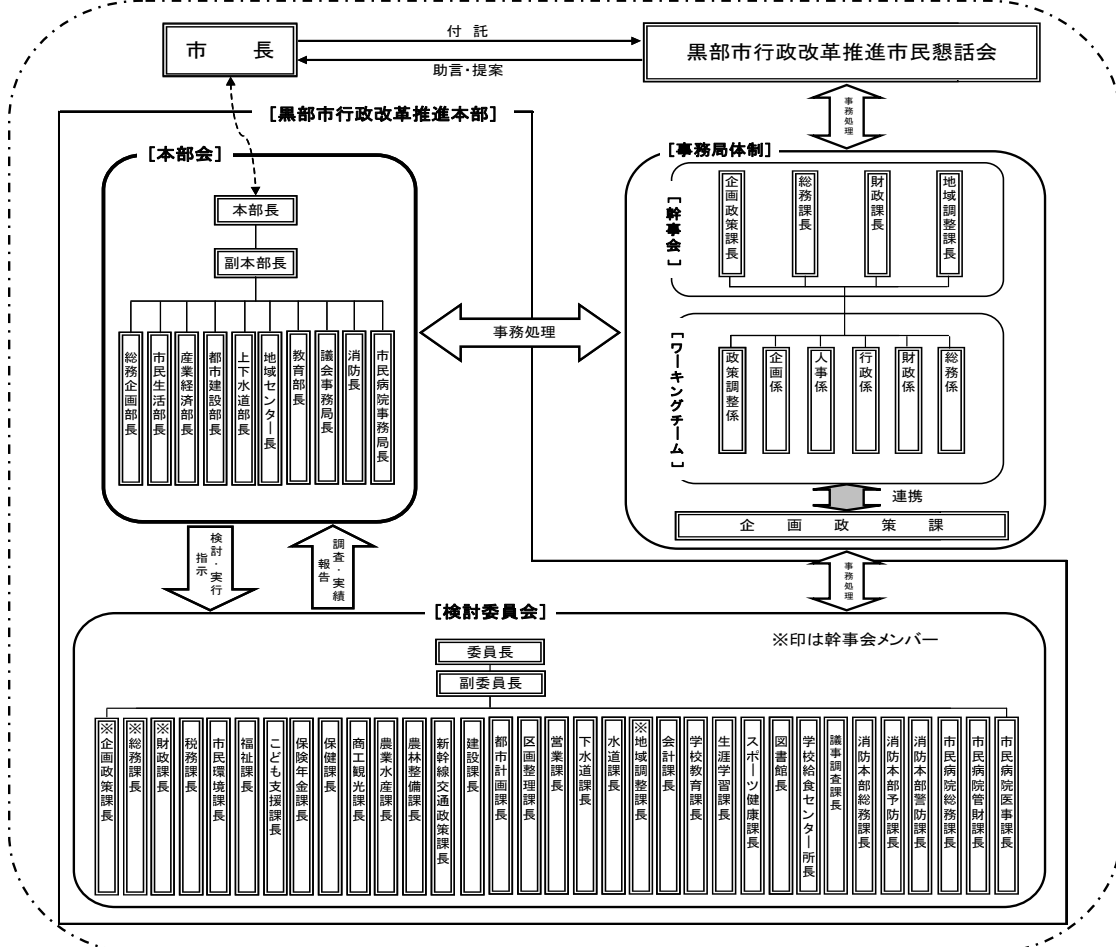 付 託
市 長
黒部市行政改革推進市民懇話会
助言・提案
事務処理
[黒部市行政改革推進本部]
[本部会]
[事務局体制]
本部長
副本部長
総務企画部長
市民生活部長
産業経済部長
都市建設部長
上下水道部長
地域センター長
教育部長
議会事務局長
消防長
市民病院事務局長
事務処理
[幹事会]
企画政策課長
総務課長
財政課長
地域調整課長
[ワーキングチーム]
政策調整係
企画係
人事係
行政係
財政係
総務係
連携
企 画 政 策 課
検討・実行
指示
調査・実績
報告
事務処理
[検討委員会]
※印は幹事会メンバー
委員長
副委員長
※企画政策課長
※総務課長
※財政課長
税務課長
市民環境課長
福祉課長
こども支援課長
保険年金課長
保健課長
商工観光課長
農業水産課長
農林整備課長
新幹線交通政策課長
建設課長
都市計画課長
区画整理課長
営業課長
下水道課長
水道課長
※地域調整課長
会計課長
学校教育課長
生涯学習課長
スポーツ健康課長
図書館長
学校給食センター所長
議事調査課長
消防本部総務課長
消防本部予防課長
消防本部警防課長
市民病院総務課長
市民病院管財課長
市民病院医事課長